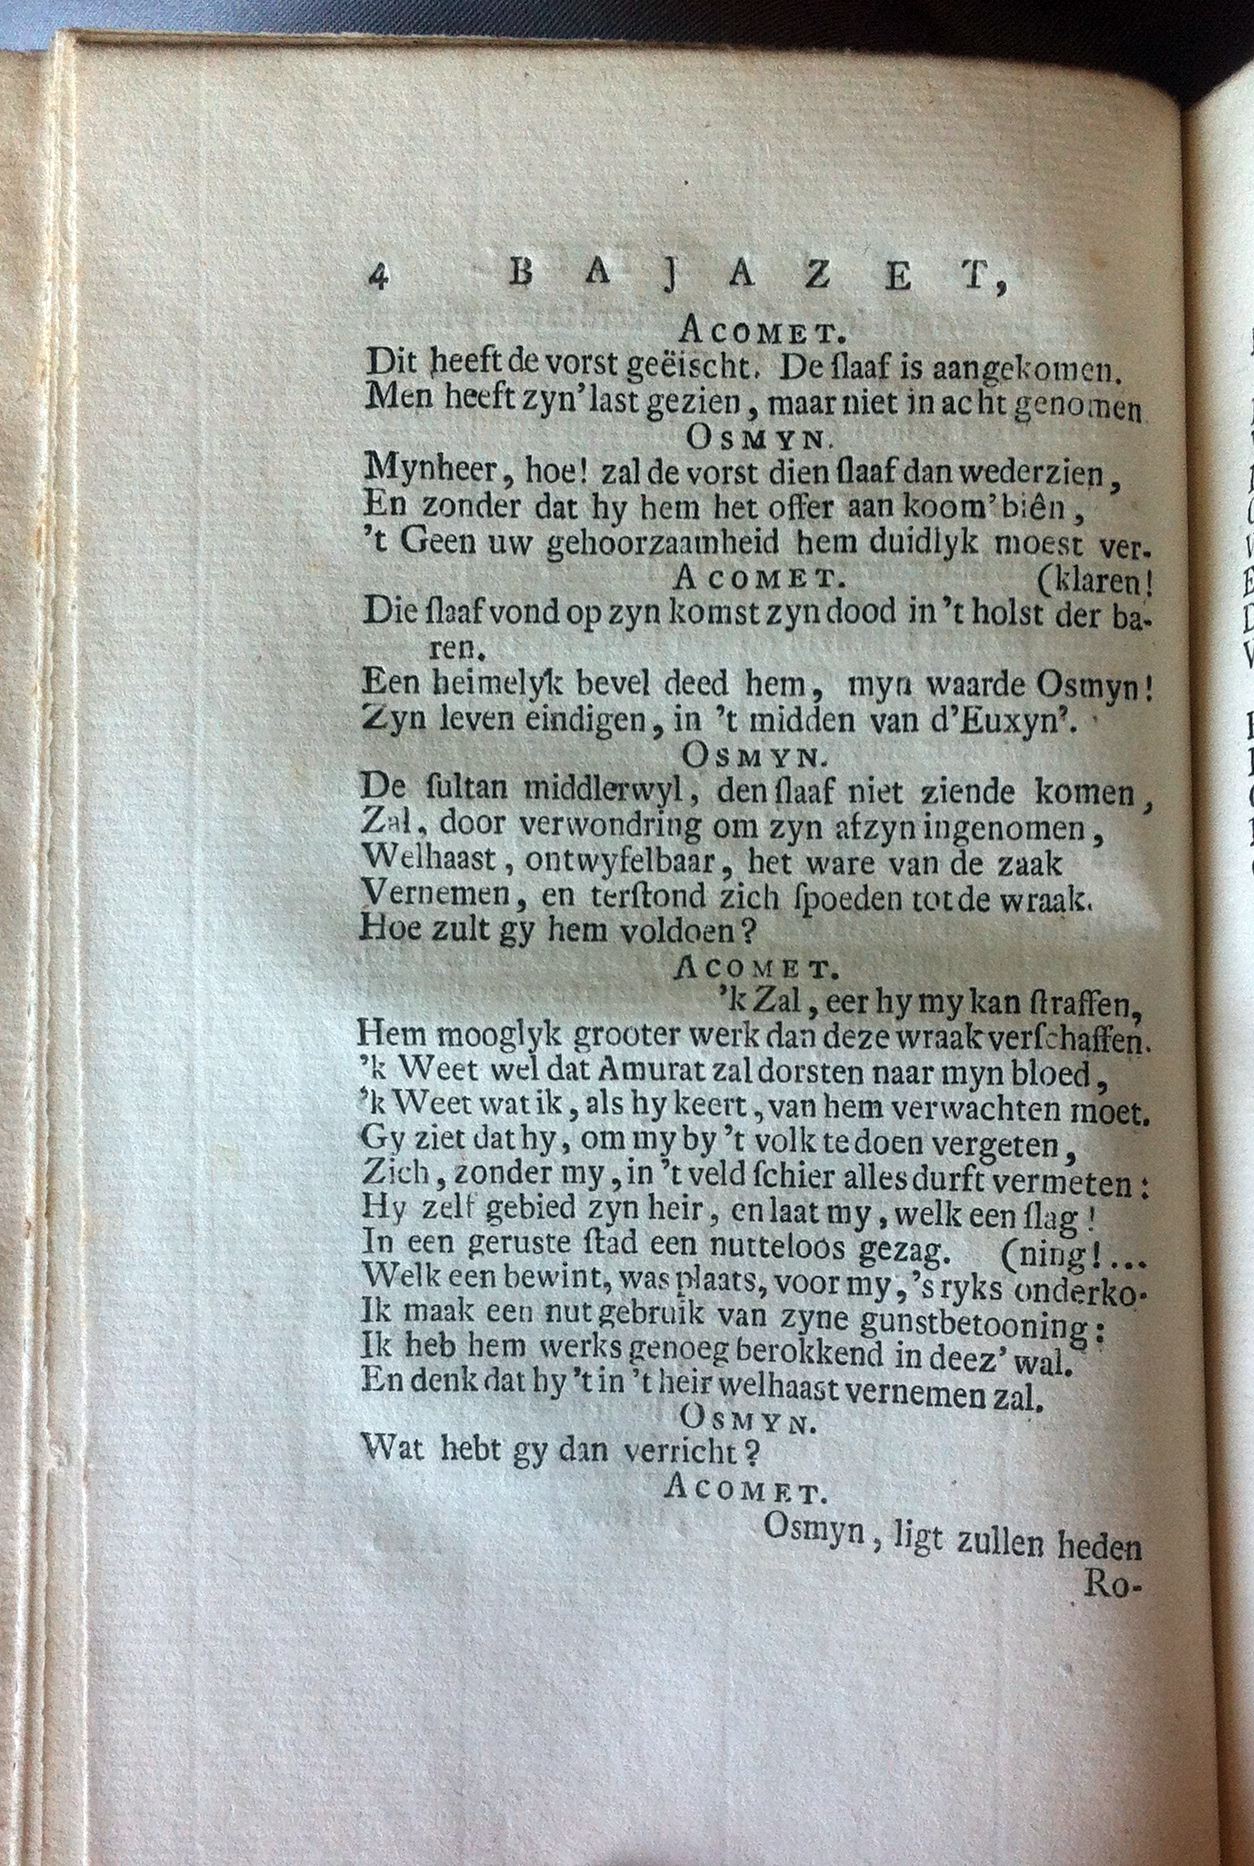 4 BAJAZET,
ACOMET.
Dit heeft de vorst geëischt. De ſlaaf is aangekomen.
Men heeft zyn' last gezien, maar niet in acht genomen
OSMYN.
Mynheer, hoe! zal de vorst dien ſlaaf dan wederzien,
En zonder dat hy hem het offer aan koom' biên,
't Geen uw gehoorzaamheid hem duidlyk moest ver-
ACOMET. (klaren!
Die ſlaaf vond op zyn komst zyn dood in 't holst der ba-
ren.
Een heimelyk bevel deed hem, myn waarde Osmyn!
Zyn leven eindigen, in 't midden van d'Euxyn'.
OSMYN.
De ſultan middlerwyl, den ſlaaf niet ziende komen,
Zal, door verwondring om zyn afzyn ingenomen,
Welhaast, ontwyfelbaar, het ware van de zaak
Vernemen, en terſtond zich ſpoeden tot de wraak.
Hoe zult gy hem voldoen?
ACOMET.
'k Zal, eer hy my kan ſtraffen,
Hem mooglyk grooter werk dan deze wraak verſchaffen.
'k Weet wel dat Amurat zal dorsten naar myn bloed,
'k Weet wat ik, als hy keert, van hem verwachten moet.
Gy ziet dat hy, om my by 't volk te doen vergeten,
Zich, zonder my, in 't veld ſchier alles durft vermeten:
Hy zelf gebied zyn heir, en laat my, welk een ſlag!
In een geruste ſtad een nutteloos gezag. (ning!...
Welk een bewint, was plaats, voor my, 's ryks onderko-
Ik maak een nut gebruik van zyne gunstbetooning:
Ik heb hem werks genoeg berokkend in deez' wal.
En denk dat hy 't in 't heir welhaast vernemen zal.
OSMYN.
Wat hebt gy dan verricht?
ACOMET.
Osmyn, ligt zullen heden
Ro-